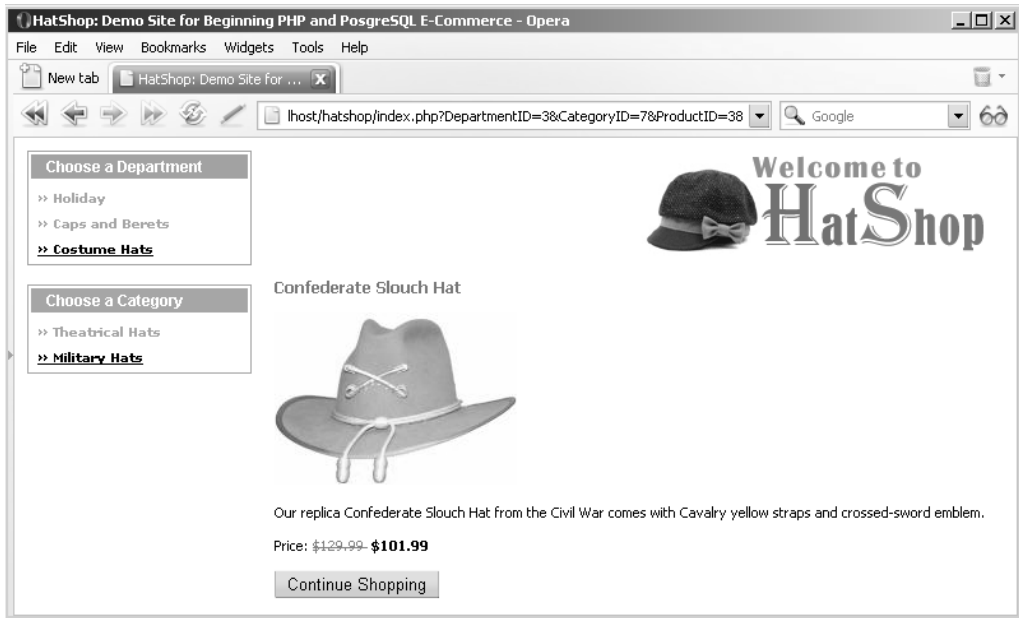 HatShop: Demo Site for Beginning PHP and PosgreSQL E-Commerce - Opera
File Edit View Bookmarks Widgets Tools Help
New tab HatShop: Demo Site for ...
lhost/hatshop/index.php?DepartmentID=3&CategoryID=7&ProductID=38 Google
Choose a Department
» Holiday
» Caps and Berets
» Costume Hats
Welcome to
HatShop
Choose a Category
» Theatrical Hats
» Military Hats
Confederate Slouch Hat
Our replica Confederate Slouch Hat from the Civil War comes with Cavalry yellow straps and crossed-sword emblem.
Price: $129.99 $101.99
Continue Shopping